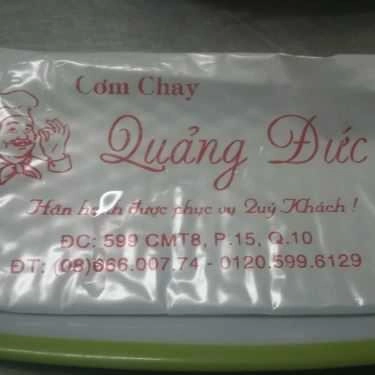 Cơm Chay
Quảng Đức
Hân hạnh được phục vụ Quý Khách !
ĐC: 599 CMT8, P.15, Q.10
ĐT: (08)666.007.74 - 0120.599.6129